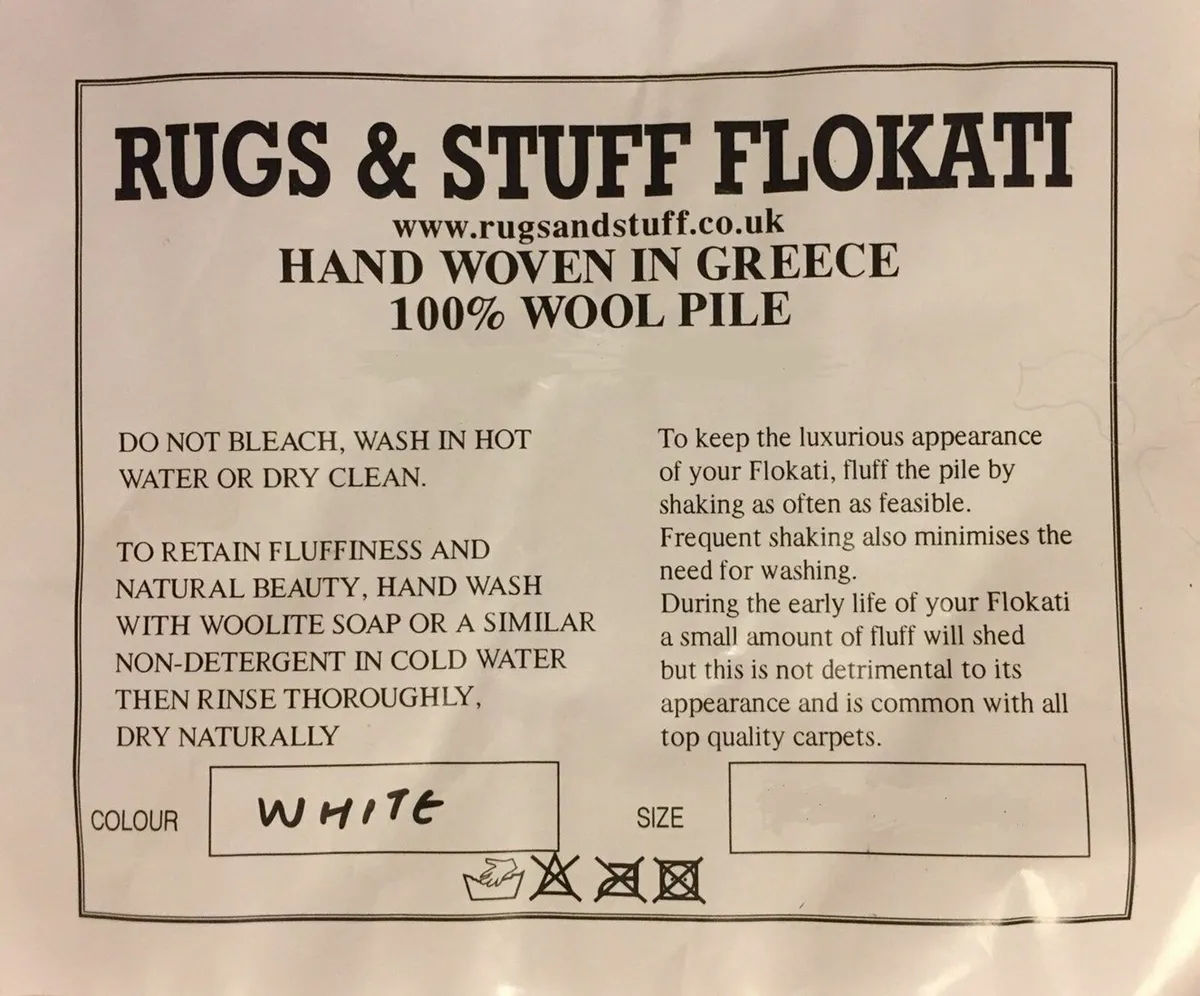 RUGS & STUFF FLOKATI
www.rugsandstuff.co.uk
HAND WOVEN IN GREECE
100% WOOL PILE
DO NOT BLEACH, WASH IN HOT
WATER OR DRY CLEAN.
TO RETAIN FLUFFINESS AND
NATURAL BEAUTY, HAND WASH
WITH WOOLITE SOAP OR A SIMILAR
NON-DETERGENT IN COLD WATER
THEN RINSE THOROUGHLY,
DRY NATURALLY
To keep the luxurious appearance
of your Flokati, fluff the pile by
shaking as often as feasible.
Frequent shaking also minimises the
need for washing.
During the early life of your Flokati
a small amount of fluff will shed
but this is not detrimental to its
appearance and is common with all
top quality carpets.
COLOUR WHITE SIZE